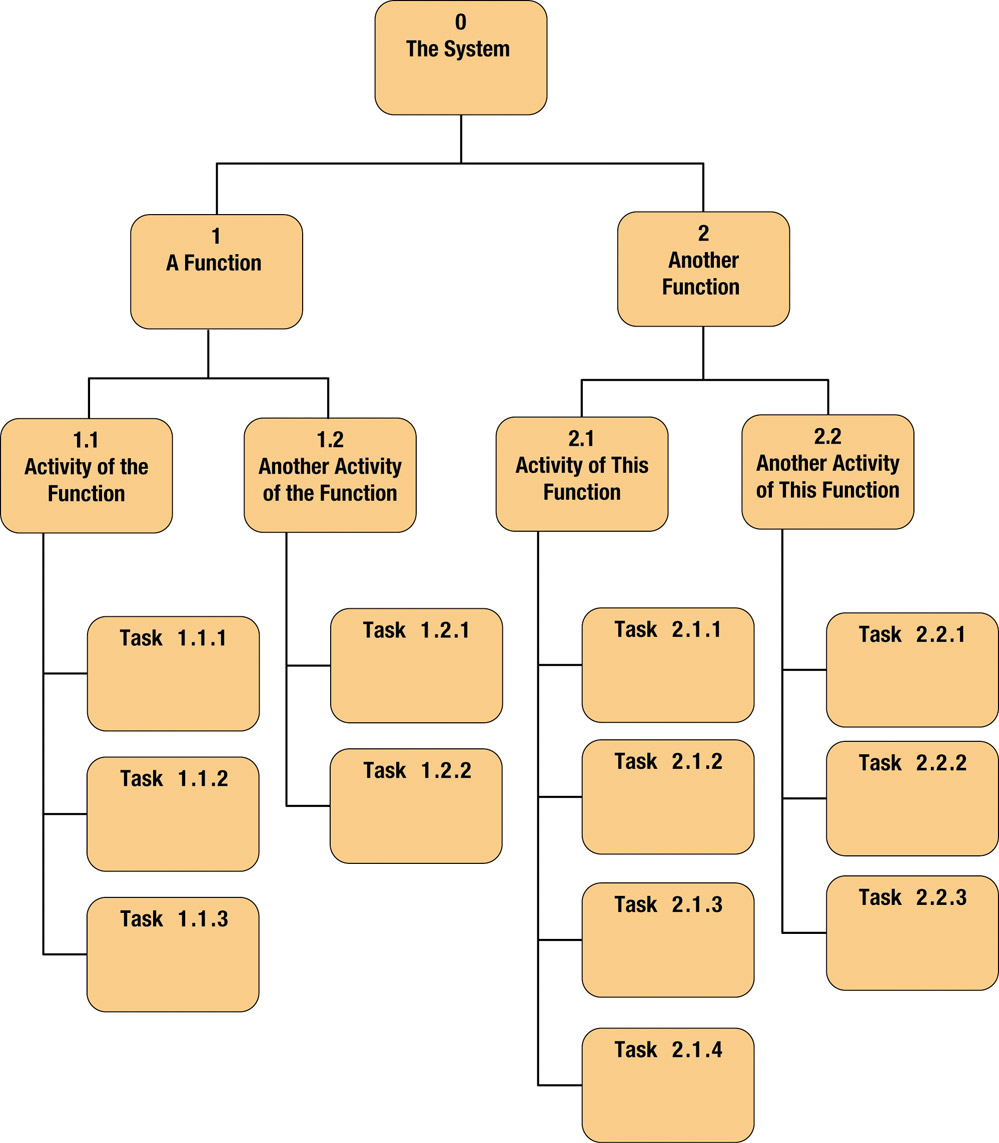 0
The System
1
A Function
2
Another
Function
1.1
Activity of the
Function
1.2
Another Activity
of the Function
2.1
Activity of This
Function
2.2
Another Activity
of This Function
Task 1.1.1
Task 1.1.2
Task 1.1.3
Task 1.2.1
Task 1.2.2
Task 2.1.1
Task 2.1.2
Task 2.1.3
Task 2.1.4
Task 2.2.1
Task 2.2.2
Task 2.2.3